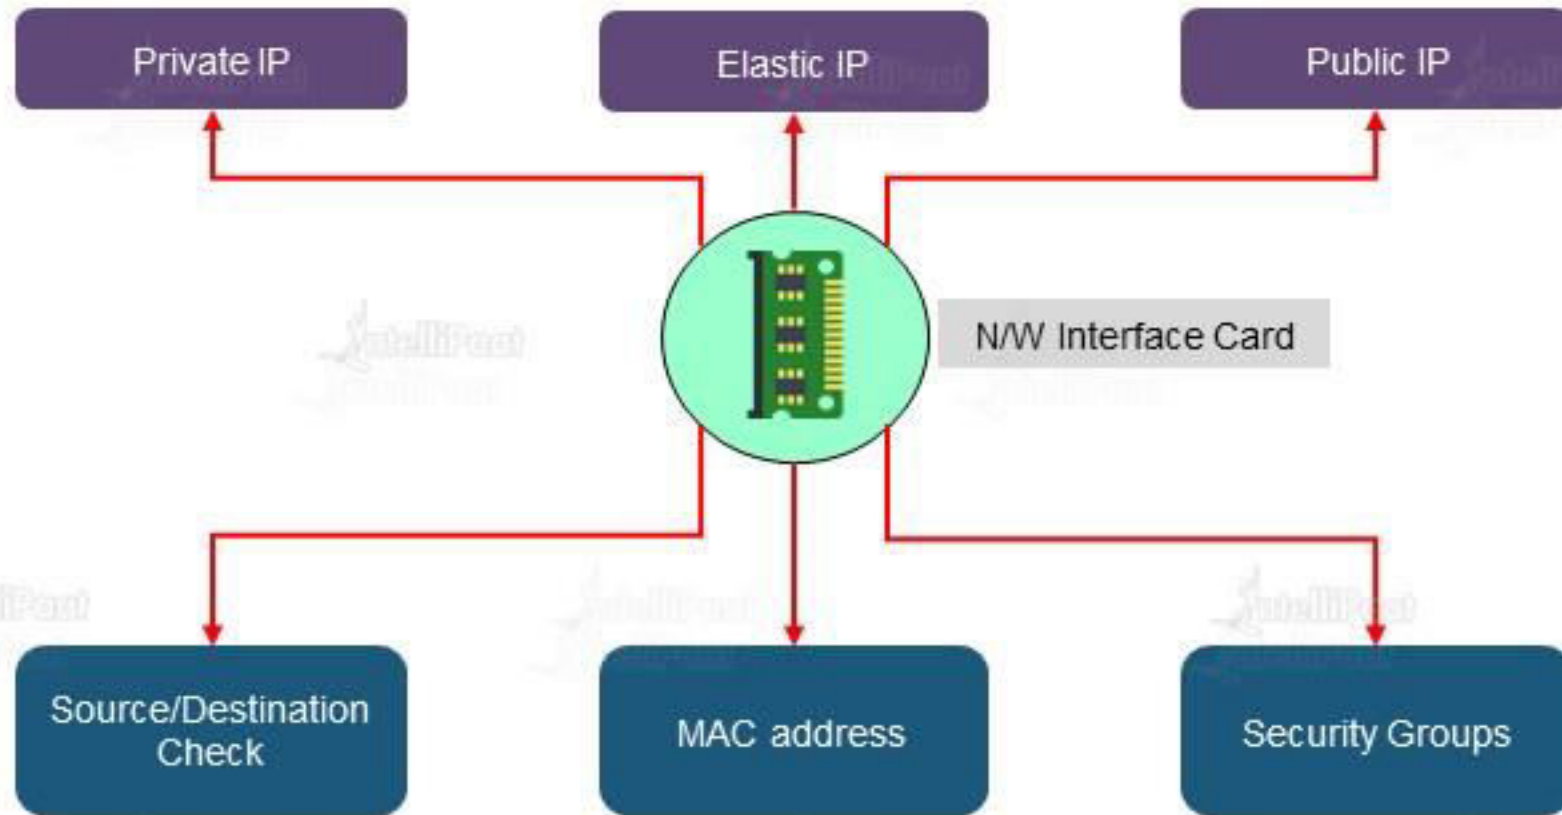 Private IP
Elastic IP
Public IP
N/W Interface Card
Source/Destination
Check
MAC address
Security Groups